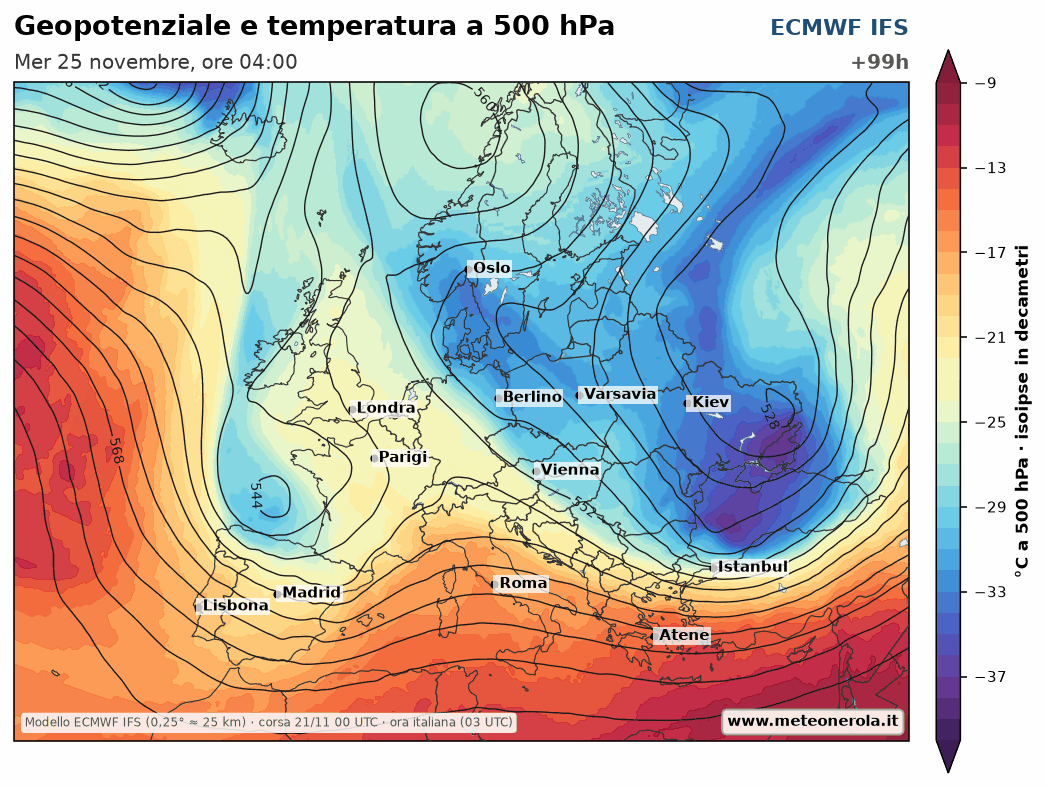 Geopotenziale e temperatura a 500 hPa
ECMWF IFS
Mer 25 novembre, ore 04:00
+99h
560
Oslo
Londra
Berlino
Varsavia
Kiev
528
568
Parigi
Vienna
544
552
Istanbul
Roma
Madrid
Lisbona
Atene
Modello ECMWF IFS (0,25° ≈ 25 km) · corsa 21/11 00 UTC · ora italiana (03 UTC)
www.meteonerola.it
−9
−13
−17
−21
−25
−29
−33
−37
°C a 500 hPa · isoipse in decametri